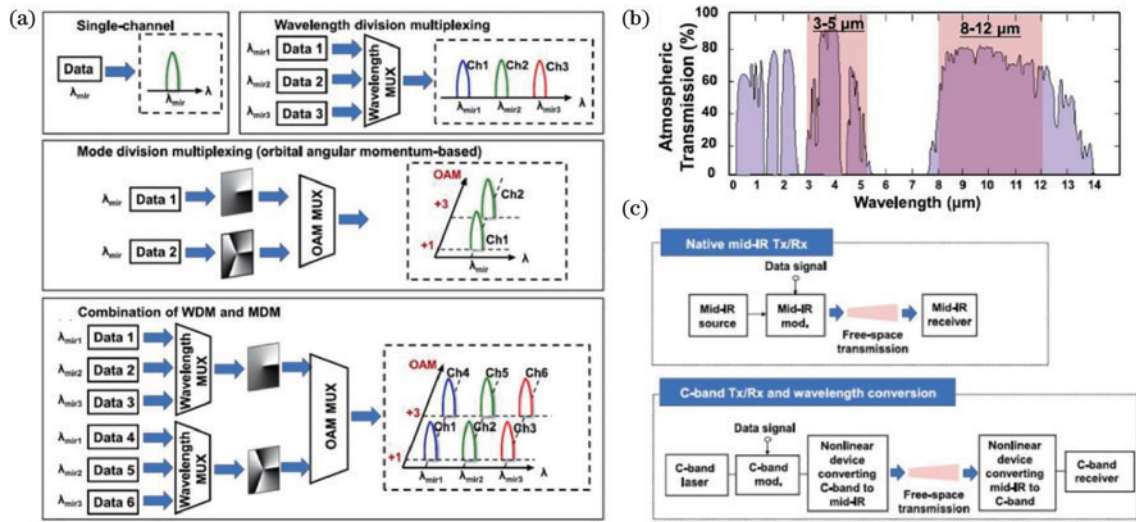 (a)
Single-channel
Data
λmir
λmir
λ
Wavelength division multiplexing
λmir1 Data 1
λmir2 Data 2
λmir3 Data 3
Wavelength
MUX
Ch1 Ch2 Ch3
λmir1 λmir2 λmir3 λ
Mode division multiplexing (orbital angular momentum-based)
λmir Data 1
λmir Data 2
OAM MUX
OAM
+3
+1
Ch2
Ch1
λmir
λ
Combination of WDM and MDM
λmir1 Data 1
λmir2 Data 2
λmir3 Data 3
λmir1 Data 4
λmir2 Data 5
λmir3 Data 6
Wavelength
MUX
Wavelength
MUX
OAM MUX
OAM
Ch4 Ch5 Ch6
+3
Ch1 Ch2 Ch3
+1
λmir1 λmir2 λmir3 λ
(b)
Atmospheric
Transmission (%)
100
80
60
40
20
0
3-5 μm
8-12 μm
0 1 2 3 4 5 6 7 8 9 10 11 12 13 14
Wavelength (μm)
(c)
Native mid-IR Tx/Rx
Data signal
Mid-IR
source
Mid-IR
mod.
Free-space
transmission
Mid-IR
receiver
C-band Tx/Rx and wavelength conversion
Data signal
C-band
laser
C-band
mod.
Nonlinear
device
converting
C-band to
mid-IR
Free-space
transmission
Nonlinear
device
converting
mid-IR to
C-band
C-band
receiver